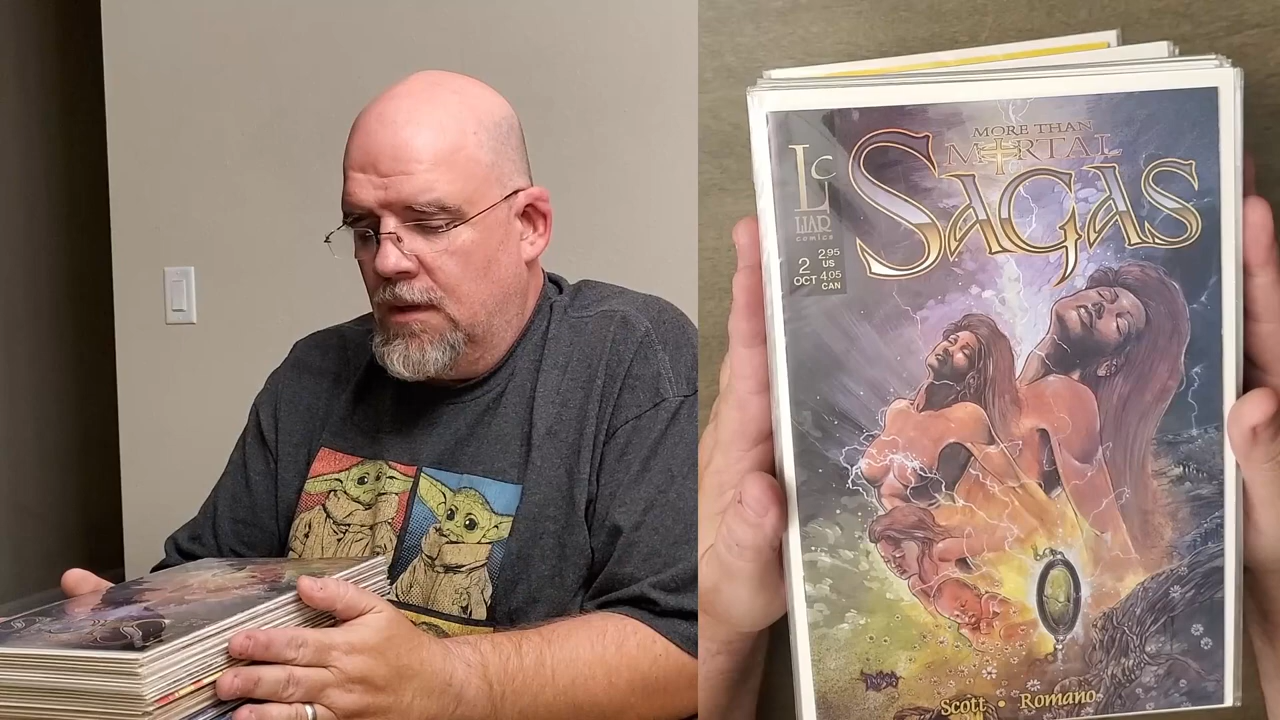 MORE THAN
MORTAL
SAGAS
LC
LIAR
comics
2
OCT
2.95
US
4.05
CAN
Scott • Romano